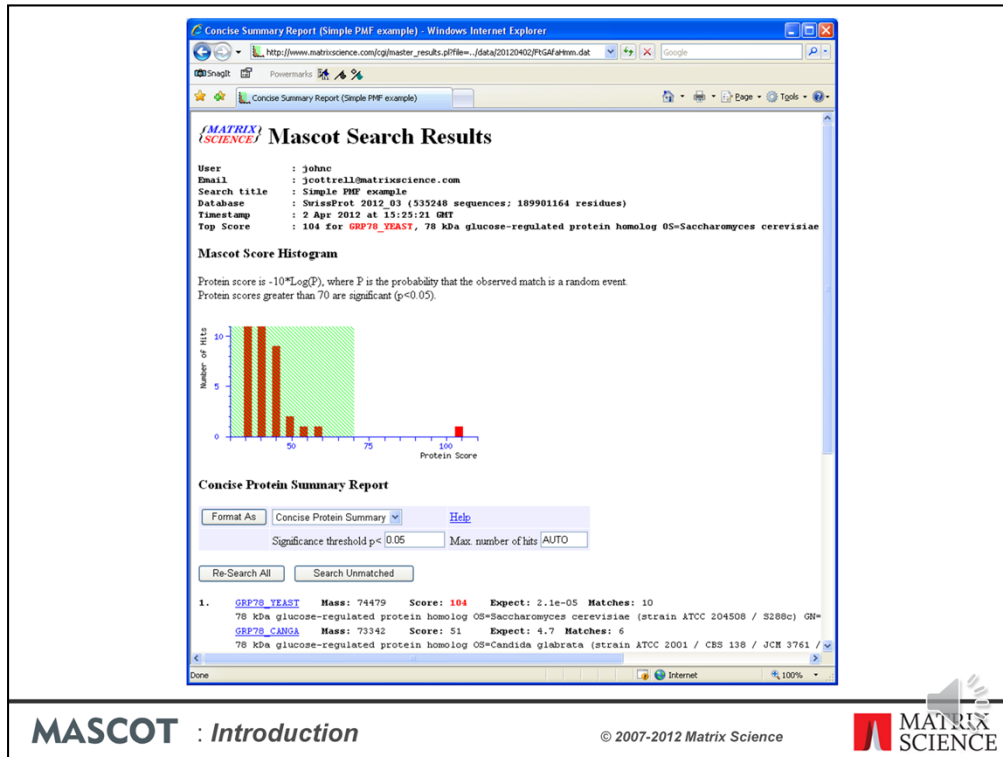 Concise Summary Report (Simple PMF example) - Windows Internet Explorer
http://www.matrixscience.com/cgi/master_results.pl?file=../data/20120402/FtGAfaHmm.dat
Google
SnagIt Powermarks
Concise Summary Report (Simple PMF example)
Page Tools
{MATRIX} {SCIENCE} Mascot Search Results
User : johnc
Email : jcottrell@matrixscience.com
Search title : Simple PMF example
Database : SwissProt 2012_03 (535248 sequences; 189901164 residues)
Timestamp : 2 Apr 2012 at 15:25:21 GMT
Top Score : 104 for GRP78_YEAST, 78 kDa glucose-regulated protein homolog OS=Saccharomyces cerevisiae
Mascot Score Histogram
Protein score is -10*Log(P), where P is the probability that the observed match is a random event.
Protein scores greater than 70 are significant (p<0.05).
Number of Hits
10
5
0
50 75 100
Protein Score
Concise Protein Summary Report
Format As Concise Protein Summary Help
Significance threshold p< 0.05 Max. number of hits AUTO
Re-Search All Search Unmatched
1. GRP78_YEAST Mass: 74479 Score: 104 Expect: 2.1e-05 Matches: 10
78 kDa glucose-regulated protein homolog OS=Saccharomyces cerevisiae (strain ATCC 204508 / S288c) GN=
GRP78_CANGA Mass: 73342 Score: 51 Expect: 4.7 Matches: 6
78 kDa glucose-regulated protein homolog OS=Candida glabrata (strain ATCC 2001 / CBS 138 / JCM 3761 /
Done Internet 100%
MASCOT : Introduction © 2007-2012 Matrix Science MATRIX
SCIENCE